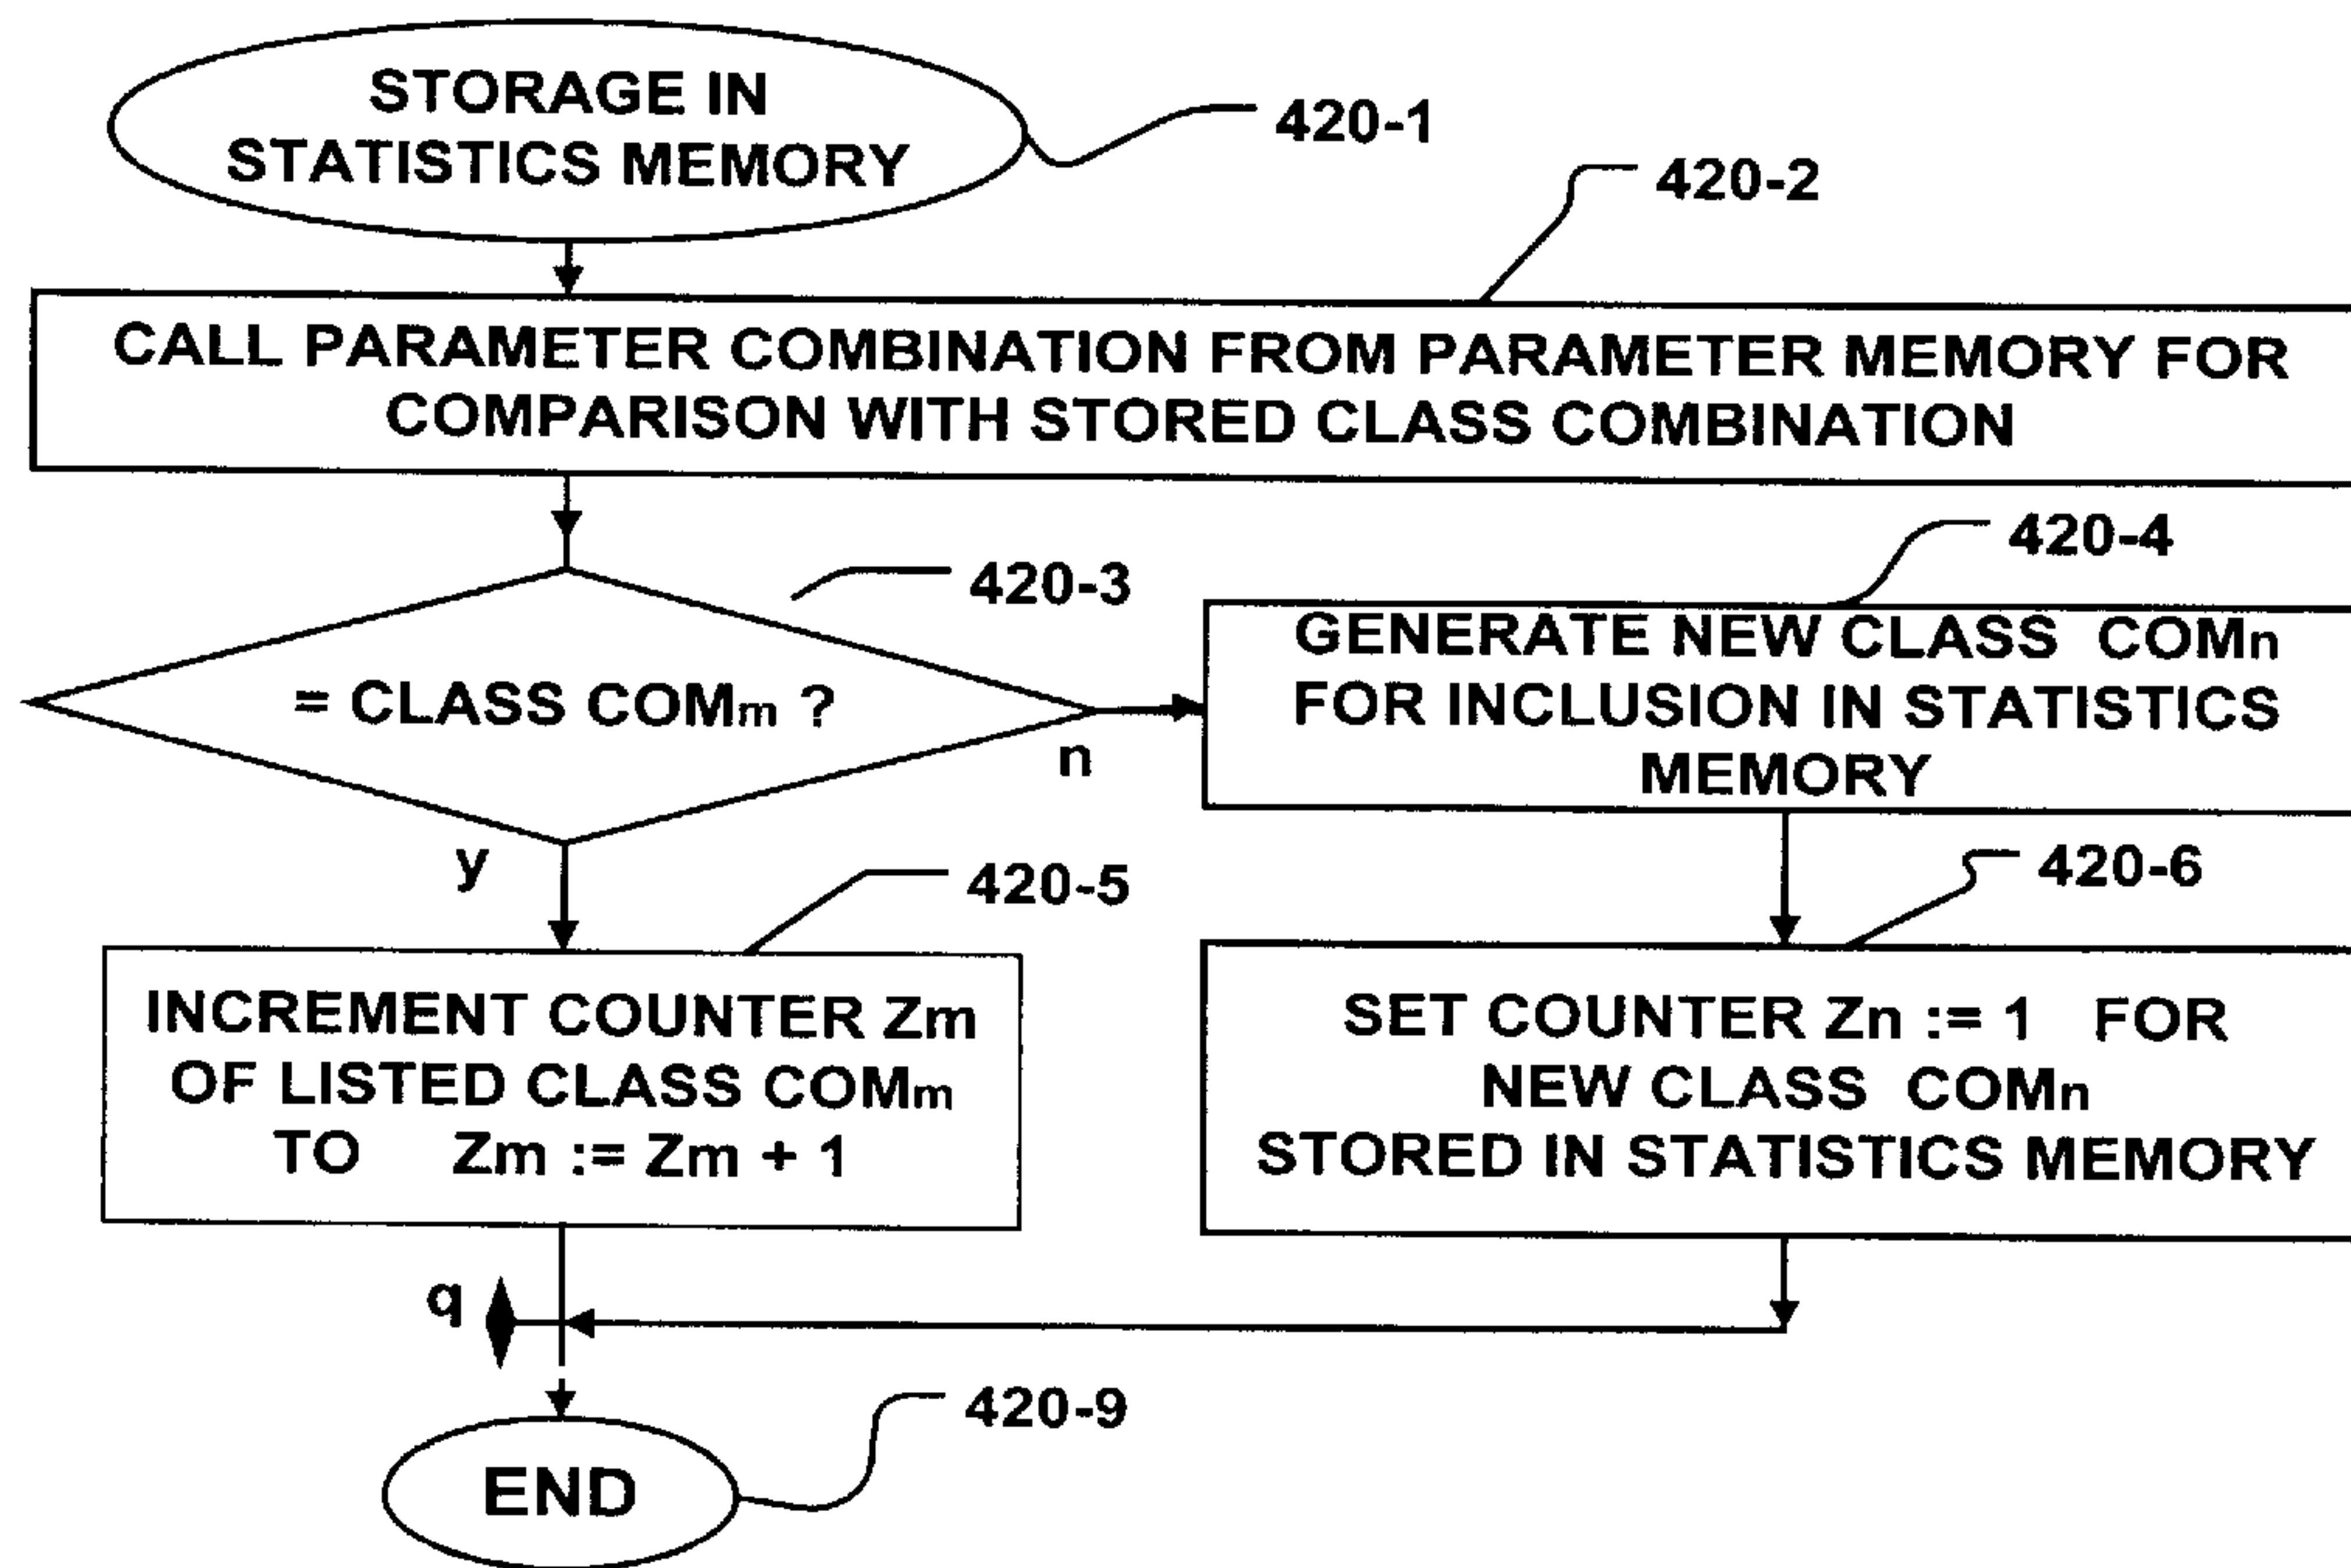 STORAGE IN
STATISTICS MEMORY
420-1
420-2
CALL PARAMETER COMBINATION FROM PARAMETER MEMORY FOR
COMPARISON WITH STORED CLASS COMBINATION
420-3
= CLASS COMm ?
n
y
420-4
GENERATE NEW CLASS COMn
FOR INCLUSION IN STATISTICS
MEMORY
420-5
INCREMENT COUNTER Zm
OF LISTED CLASS COMm
TO Zm := Zm + 1
420-6
SET COUNTER Zn := 1 FOR
NEW CLASS COMn
STORED IN STATISTICS MEMORY
q
420-9
END